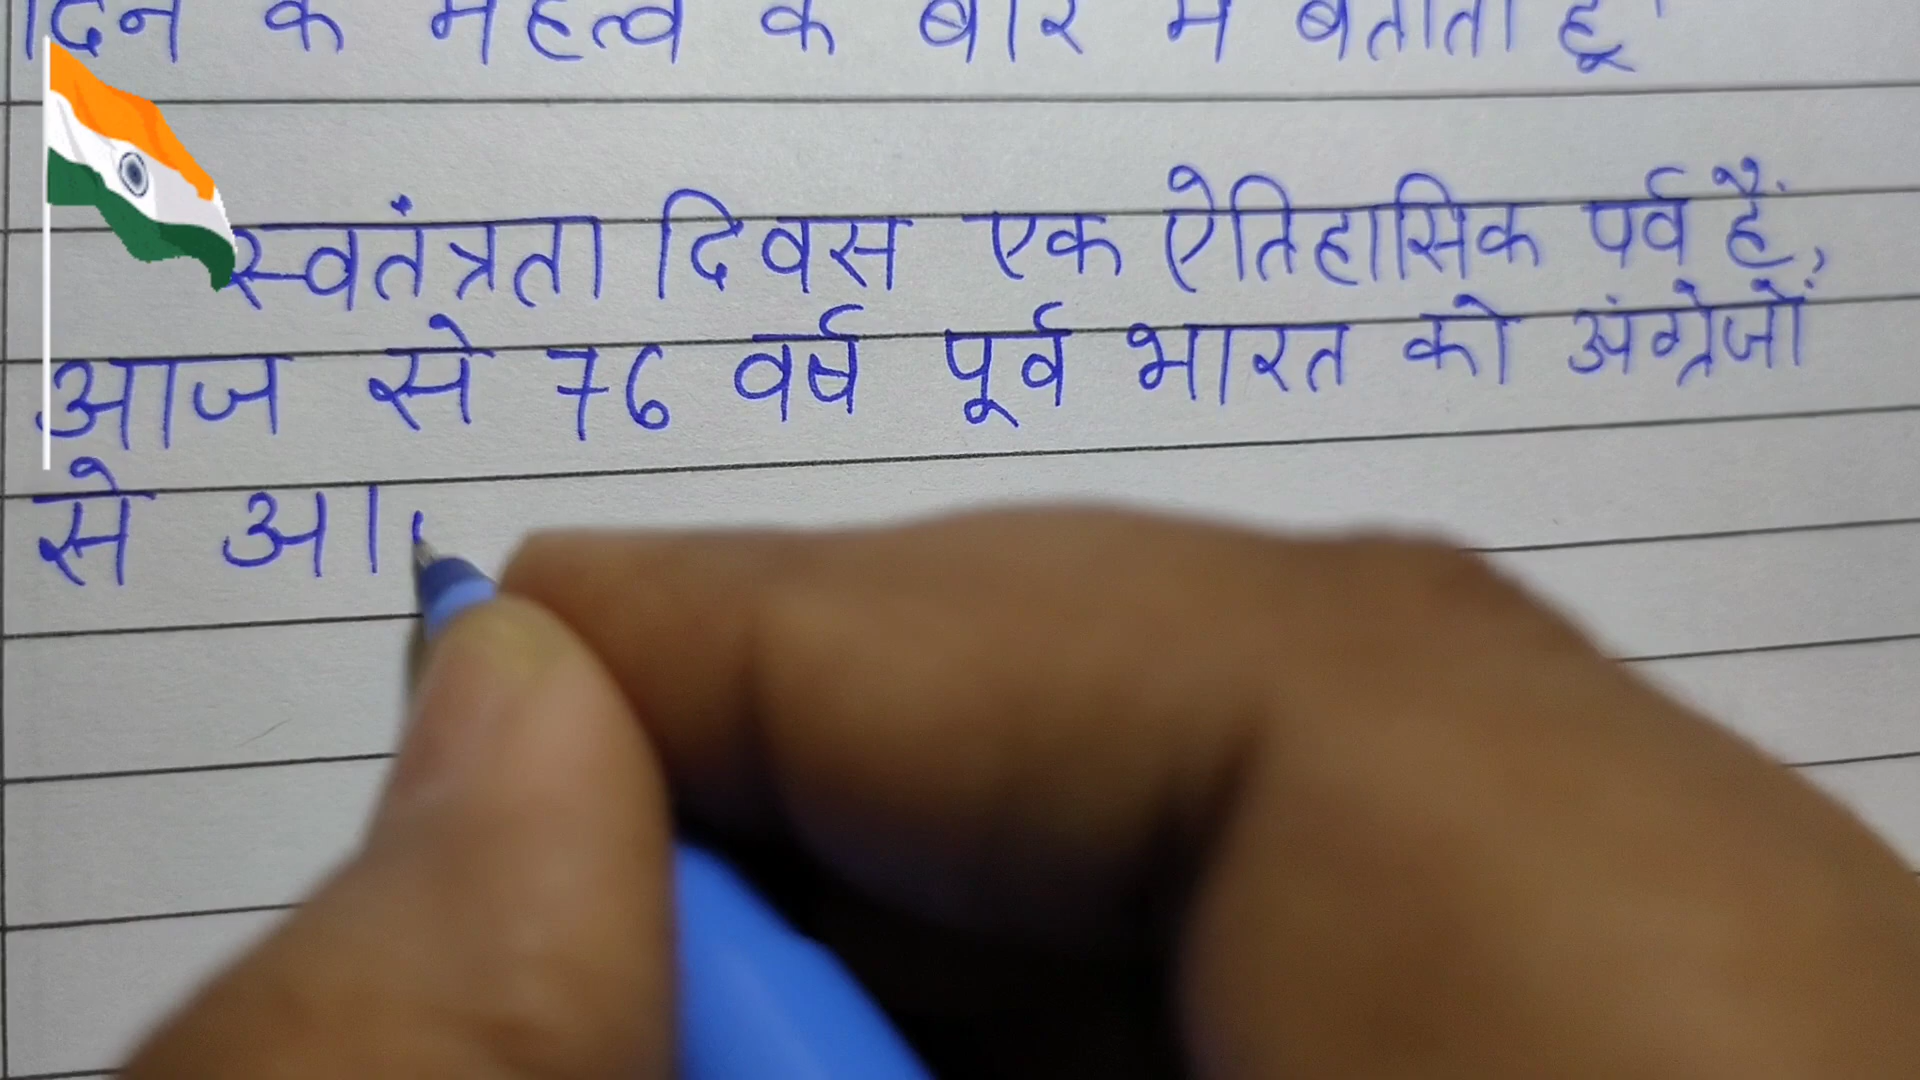 दिन के महत्व के बारे में बताता हूँ
स्वतंत्रता दिवस एक ऐतिहासिक पर्व है,
आज से 76 वर्ष पूर्व भारत को अंग्रेजों
से आ